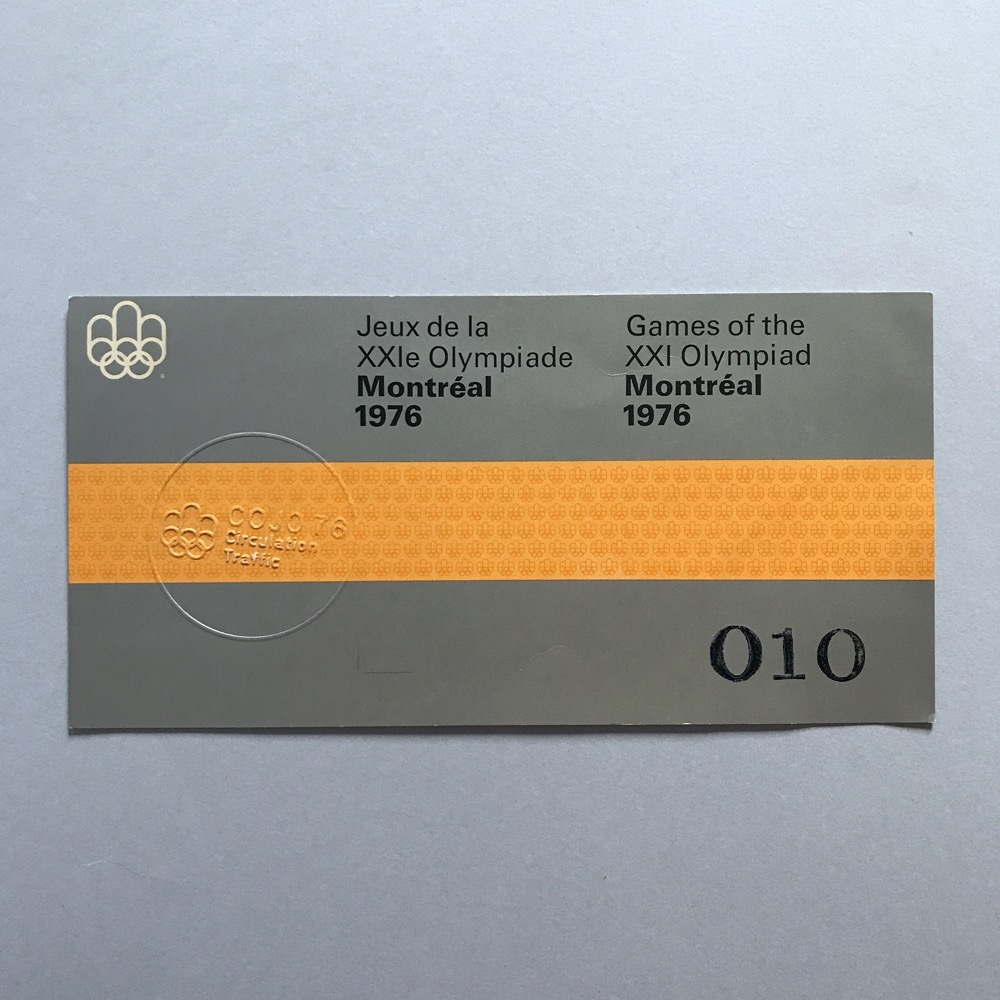 Jeux de la
XXIe Olympiade
Montréal
1976
Games of the
XXI Olympiad
Montréal
1976
COJO 76
Circulation
Traffic
010